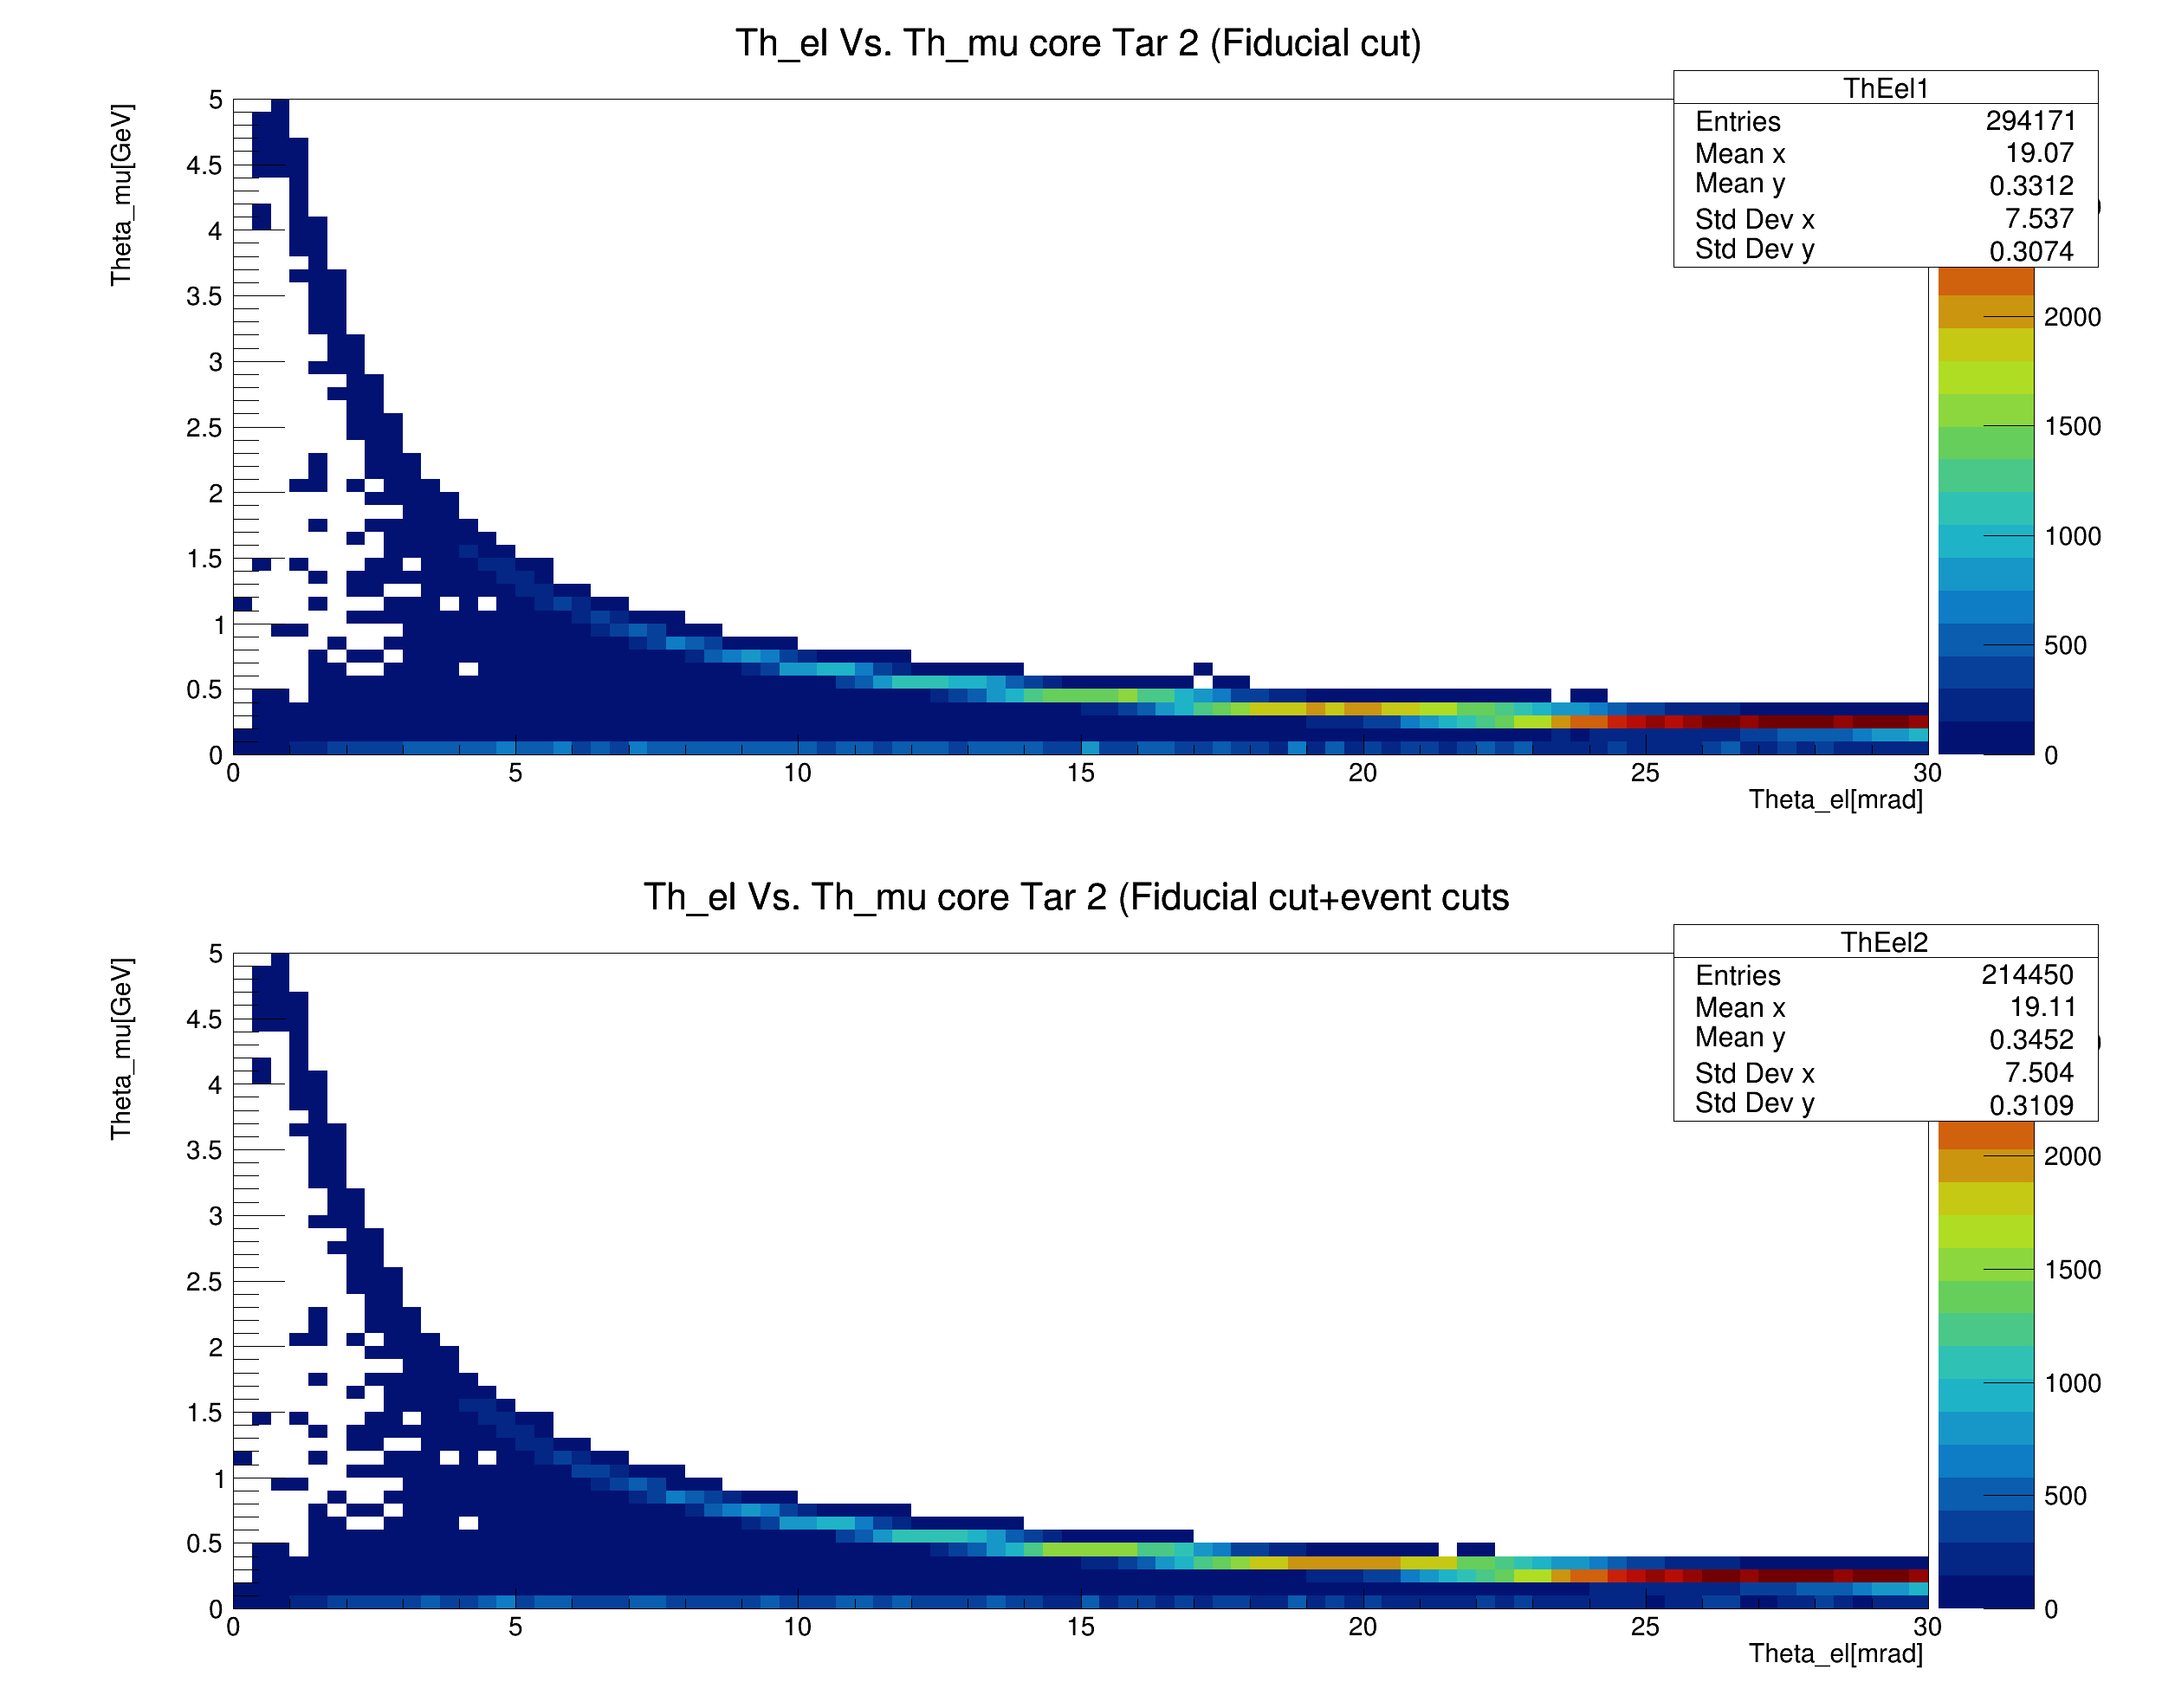 Th_el Vs. Th_mu core Tar 2 (Fiducial cut)
Theta_mu[GeV]
5
4.5
4
3.5
3
2.5
2
1.5
1
0.5
0
0
5
10
15
20
25
30
Theta_el[mrad]
ThEel1
Entries 294171
Mean x 19.07
Mean y 0.3312
Std Dev x 7.537
Std Dev y 0.3074
2000
1500
1000
500
0
Th_el Vs. Th_mu core Tar 2 (Fiducial cut+event cuts
Theta_mu[GeV]
5
4.5
4
3.5
3
2.5
2
1.5
1
0.5
0
0
5
10
15
20
25
30
Theta_el[mrad]
ThEel2
Entries 214450
Mean x 19.11
Mean y 0.3452
Std Dev x 7.504
Std Dev y 0.3109
2000
1500
1000
500
0